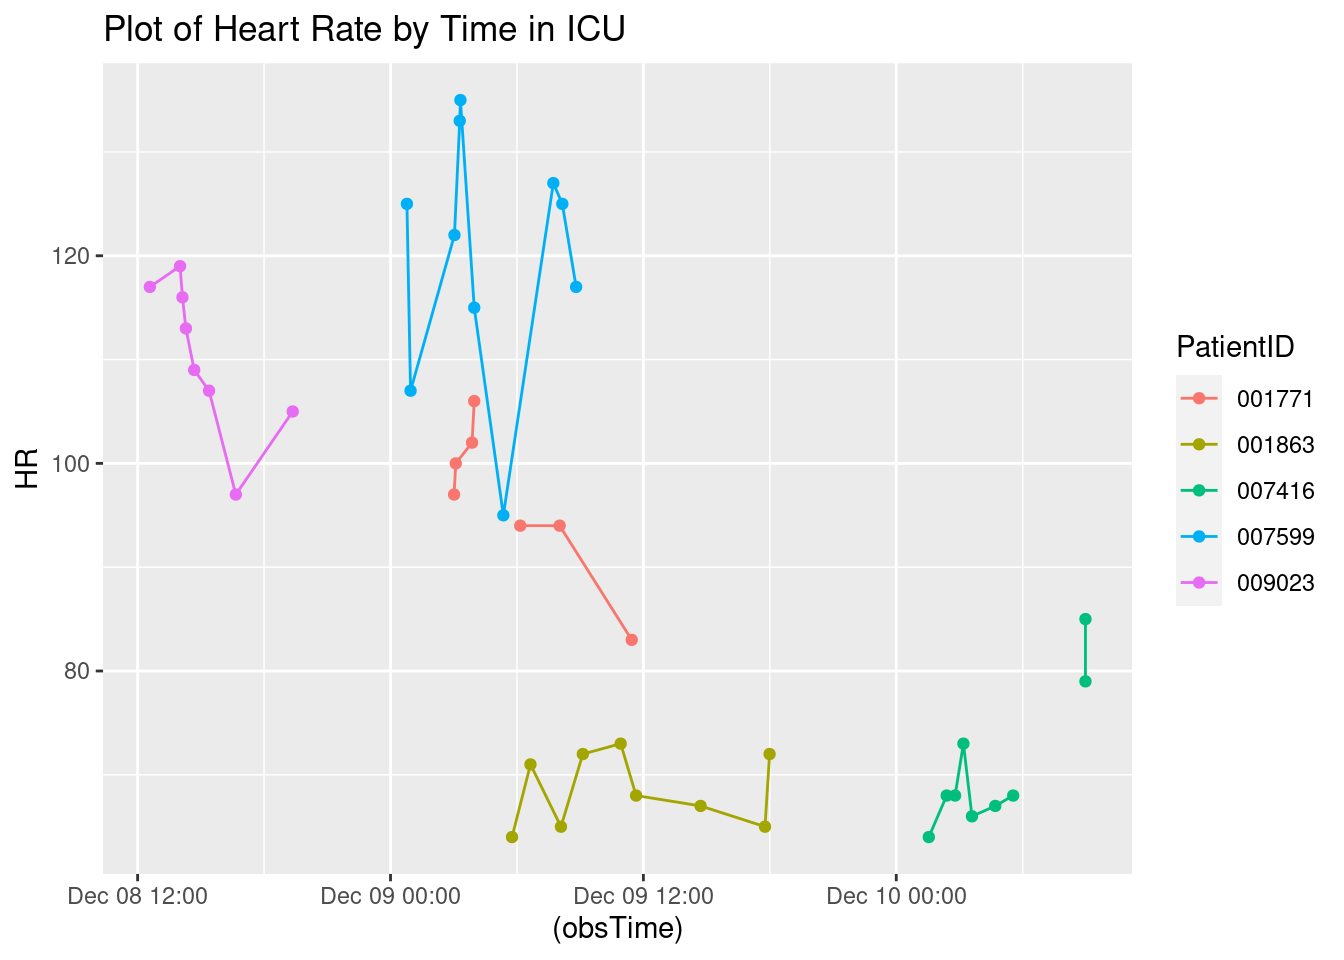 Plot of Heart Rate by Time in ICU
HR
120
100
80
Dec 08 12:00
Dec 09 00:00
Dec 09 12:00
Dec 10 00:00
(obsTime)
PatientID
001771
001863
007416
007599
009023